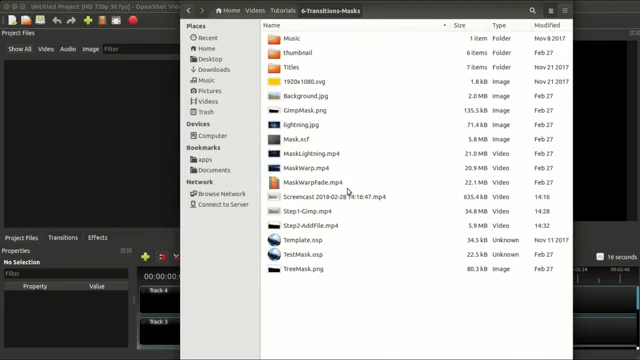 *Untitled Project [HD 720p 30 fps] - OpenShot Video
Project Files
Show All Video Audio Image Filter
Project Files Transitions Effects
Properties
No Selection
Filter
Property Value
00:00:00
Track 4
Track 3
16 seconds
00:02:40
Home Videos Tutorials 6-Transitions-Masks
Places
Recent
Home
Desktop
Downloads
Music
Pictures
Videos
Trash
Devices
Computer
Bookmarks
apps
Documents
Network
Browse Network
Connect to Server
Name Size Type Modified
Music 1 item Folder Nov 8 2017
thumbnail 6 items Folder Feb 27
Titles 7 items Folder Nov 21 2017
1920x1080.svg 1.8 kB Image Nov 21 2017
Background.jpg 2.0 MB Image Feb 27
GimpMask.png 135.5 kB Image Feb 27
lightning.jpg 71.4 kB Image Feb 27
Mask.xcf 5.8 MB Image Feb 27
MaskLightning.mp4 21.0 MB Video Feb 27
MaskWarp.mp4 20.9 MB Video Feb 27
MaskWarpFade.mp4 22.1 MB Video Feb 27
Screencast 2018-02-28 14:16:47.mp4 635.4 kB Video 14:16
Step1-Gimp.mp4 34.8 MB Video 14:28
Step2-AddFile.mp4 5.9 MB Video 14:32
Template.osp 34.5 kB Unknown Nov 11 2017
TestMask.osp 22.5 kB Unknown Feb 27
TreeMask.png 80.3 kB Image Feb 27